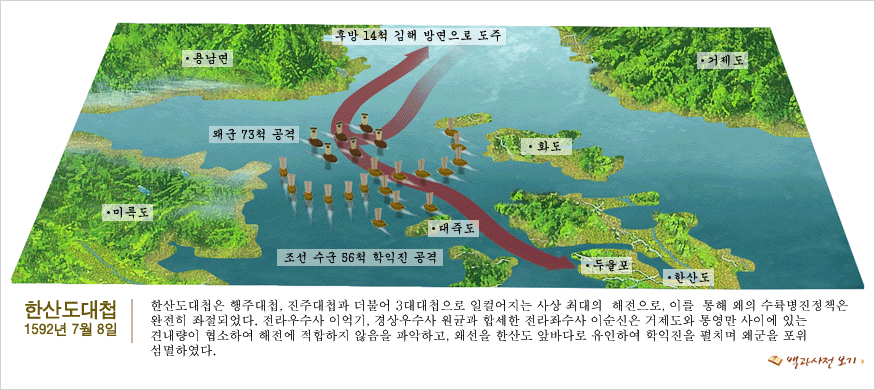 후방 14척 김해 방면으로 도주
•용남면
•거제도
왜군 73척 공격
•화도
•미륵도
•대죽도
조선 수군 56척 학익진 공격
•두을포
•한산도
한산도대첩
1592년 7월 8일
한산도대첩은 행주대첩, 진주대첩과 더불어 3대대첩으로 일컬어지는 사상 최대의 해전으로, 이를 통해 왜의 수륙병진정책은
완전히 좌절되었다. 전라우수사 이억기, 경상우수사 원균과 합세한 전라좌수사 이순신은 거제도와 통영만 사이에 있는
견내량이 협소하여 해전에 적합하지 않음을 파악하고, 왜선을 한산도 앞바다로 유인하여 학익진을 펼치며 왜군을 포위
섬멸하였다.
백과사전 보기